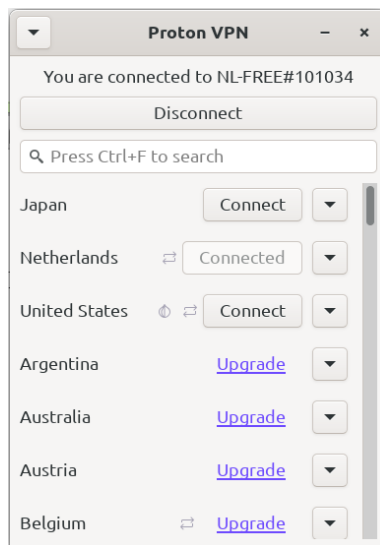 Proton VPN
You are connected to NL-FREE#101034
Disconnect
Press Ctrl+F to search
Japan Connect
Netherlands Connected
United States Connect
Argentina Upgrade
Australia Upgrade
Austria Upgrade
Belgium Upgrade